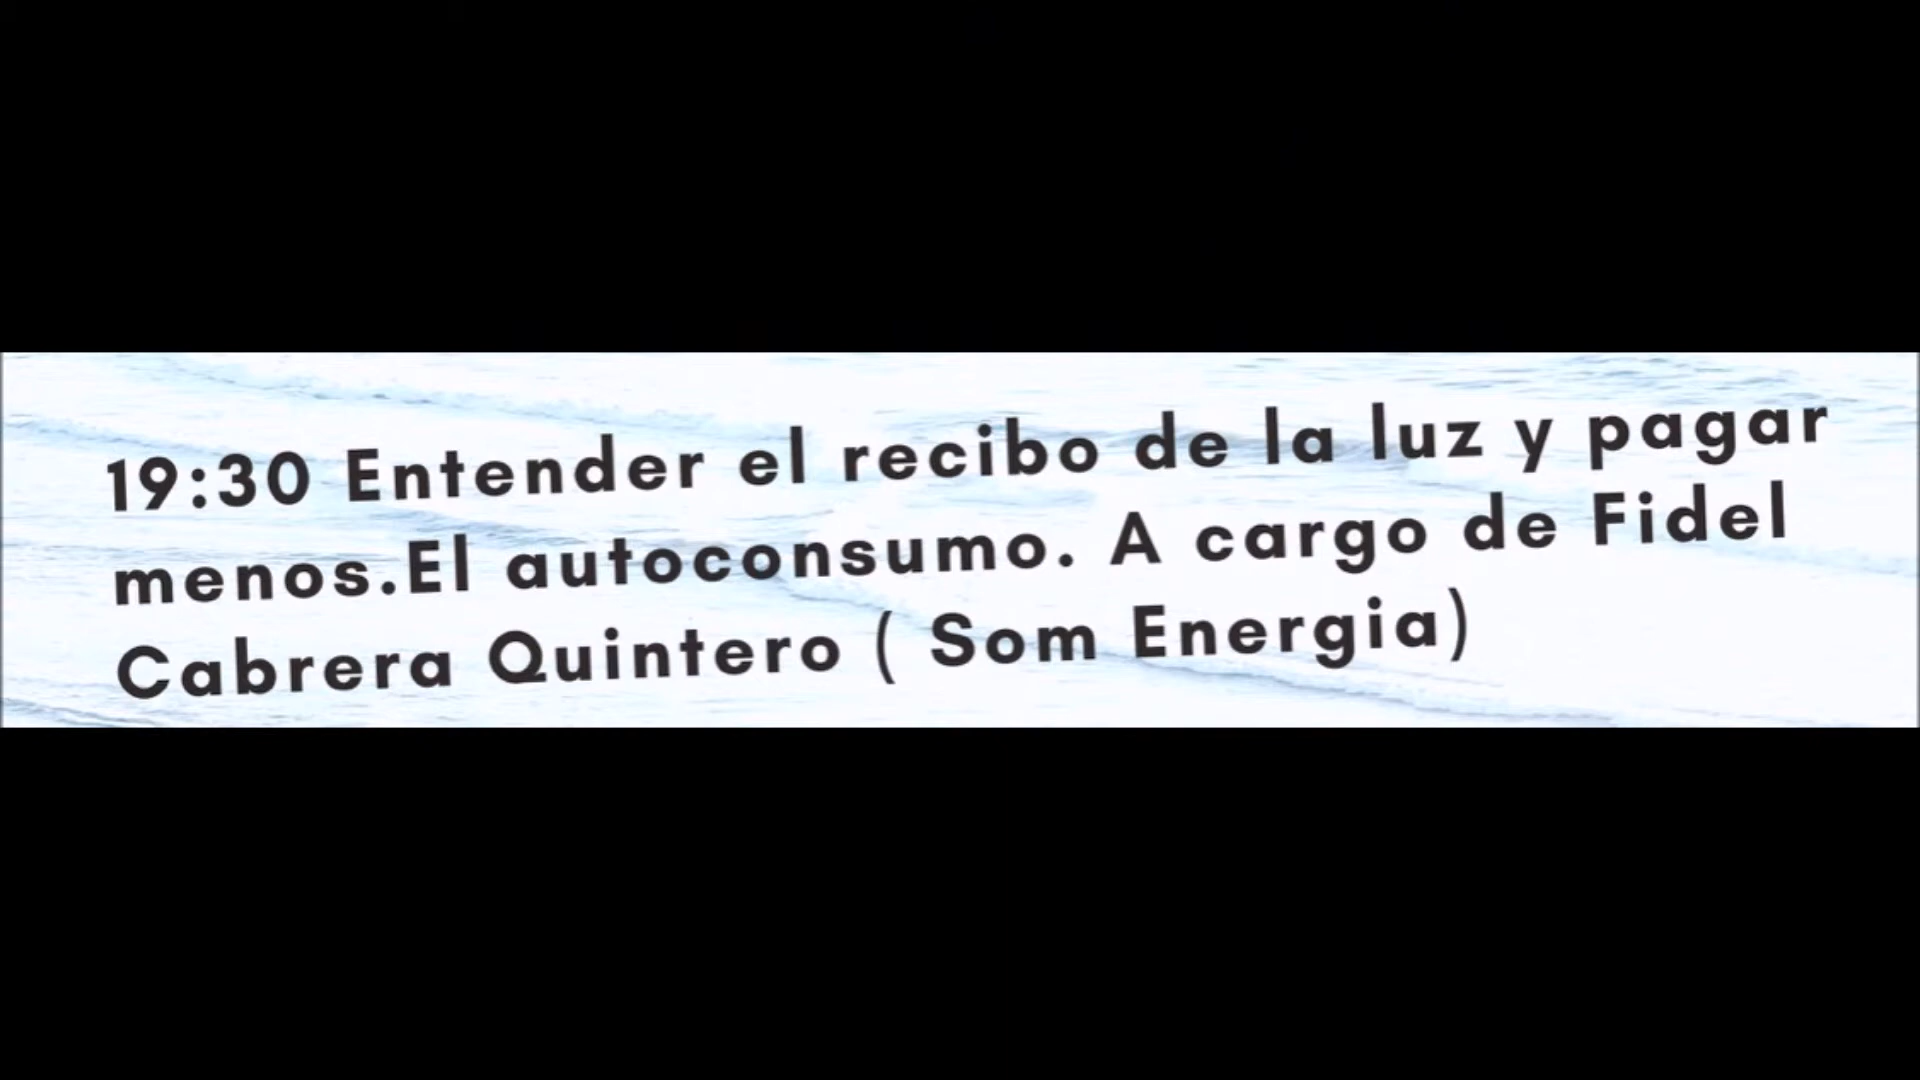 19:30 Entender el recibo de la luz y pagar
menos.El autoconsumo. A cargo de Fidel
Cabrera Quintero ( Som Energia)